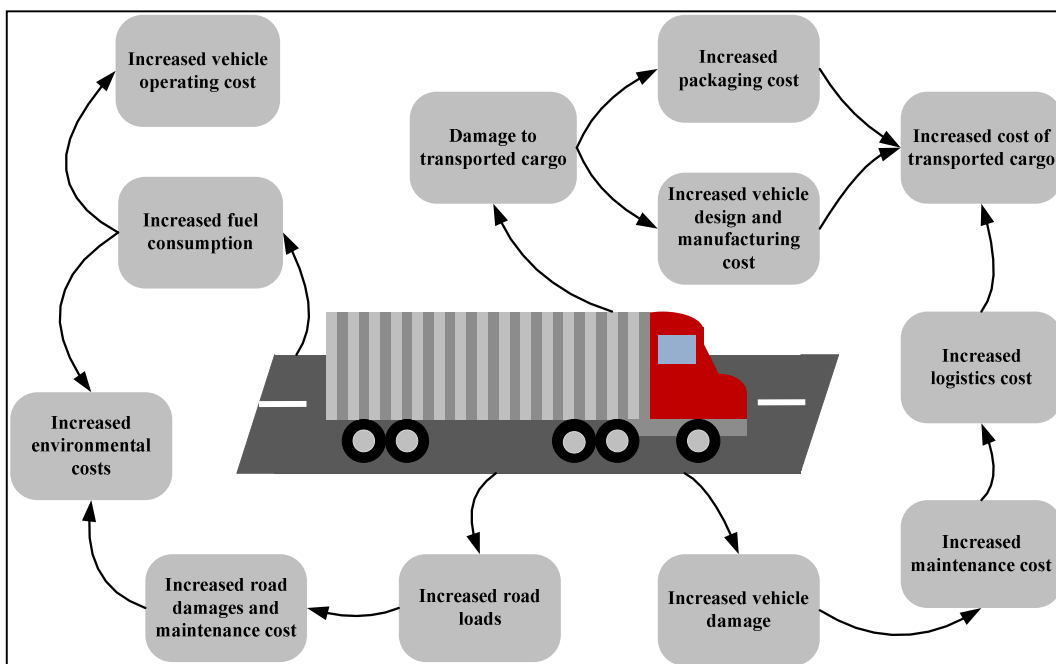 Increased vehicle
operating cost
Increased
packaging cost
Damage to
transported cargo
Increased cost of
transported cargo
Increased vehicle
design and
manufacturing
cost
Increased fuel
consumption
Increased
logistics cost
Increased
environmental
costs
Increased
maintenance cost
Increased road
damages and
maintenance cost
Increased road
loads
Increased vehicle
damage